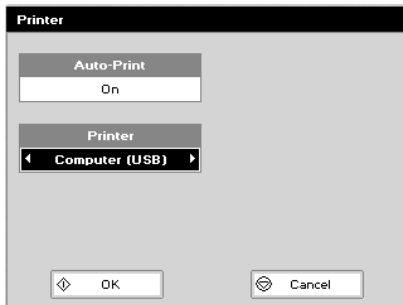 Printer
Auto-Print
On
Printer
Computer (USB)
OK
Cancel